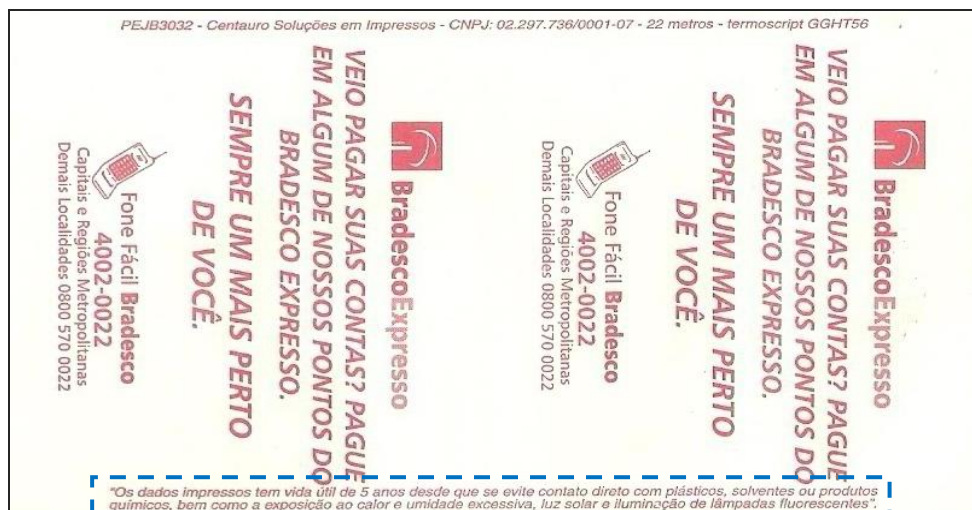 PEJB3032 - Centauro Soluções em Impressos - CNPJ: 02.297.736/0001-07 - 22 metros - termoscript GGHT56
BradescoExpresso
VEIO PAGAR SUAS CONTAS? PAGUE
EM ALGUM DE NOSSOS PONTOS DO
BRADESCO EXPRESSO.
SEMPRE UM MAIS PERTO
DE VOCÊ.
Fone Fácil Bradesco
4002-0022
Capitais e Regiões Metropolitanas
Demais Localidades 0800 570 0022
BradescoExpresso
VEIO PAGAR SUAS CONTAS? PAGUE
EM ALGUM DE NOSSOS PONTOS DO
BRADESCO EXPRESSO.
SEMPRE UM MAIS PERTO
DE VOCÊ.
Fone Fácil Bradesco
4002-0022
Capitais e Regiões Metropolitanas
Demais Localidades 0800 570 0022
"Os dados impressos tem vida útil de 5 anos desde que se evite contato direto com plásticos, solventes ou produtos
químicos, bem como a exposição ao calor e umidade excessiva, luz solar e iluminação de lâmpadas fluorescentes".